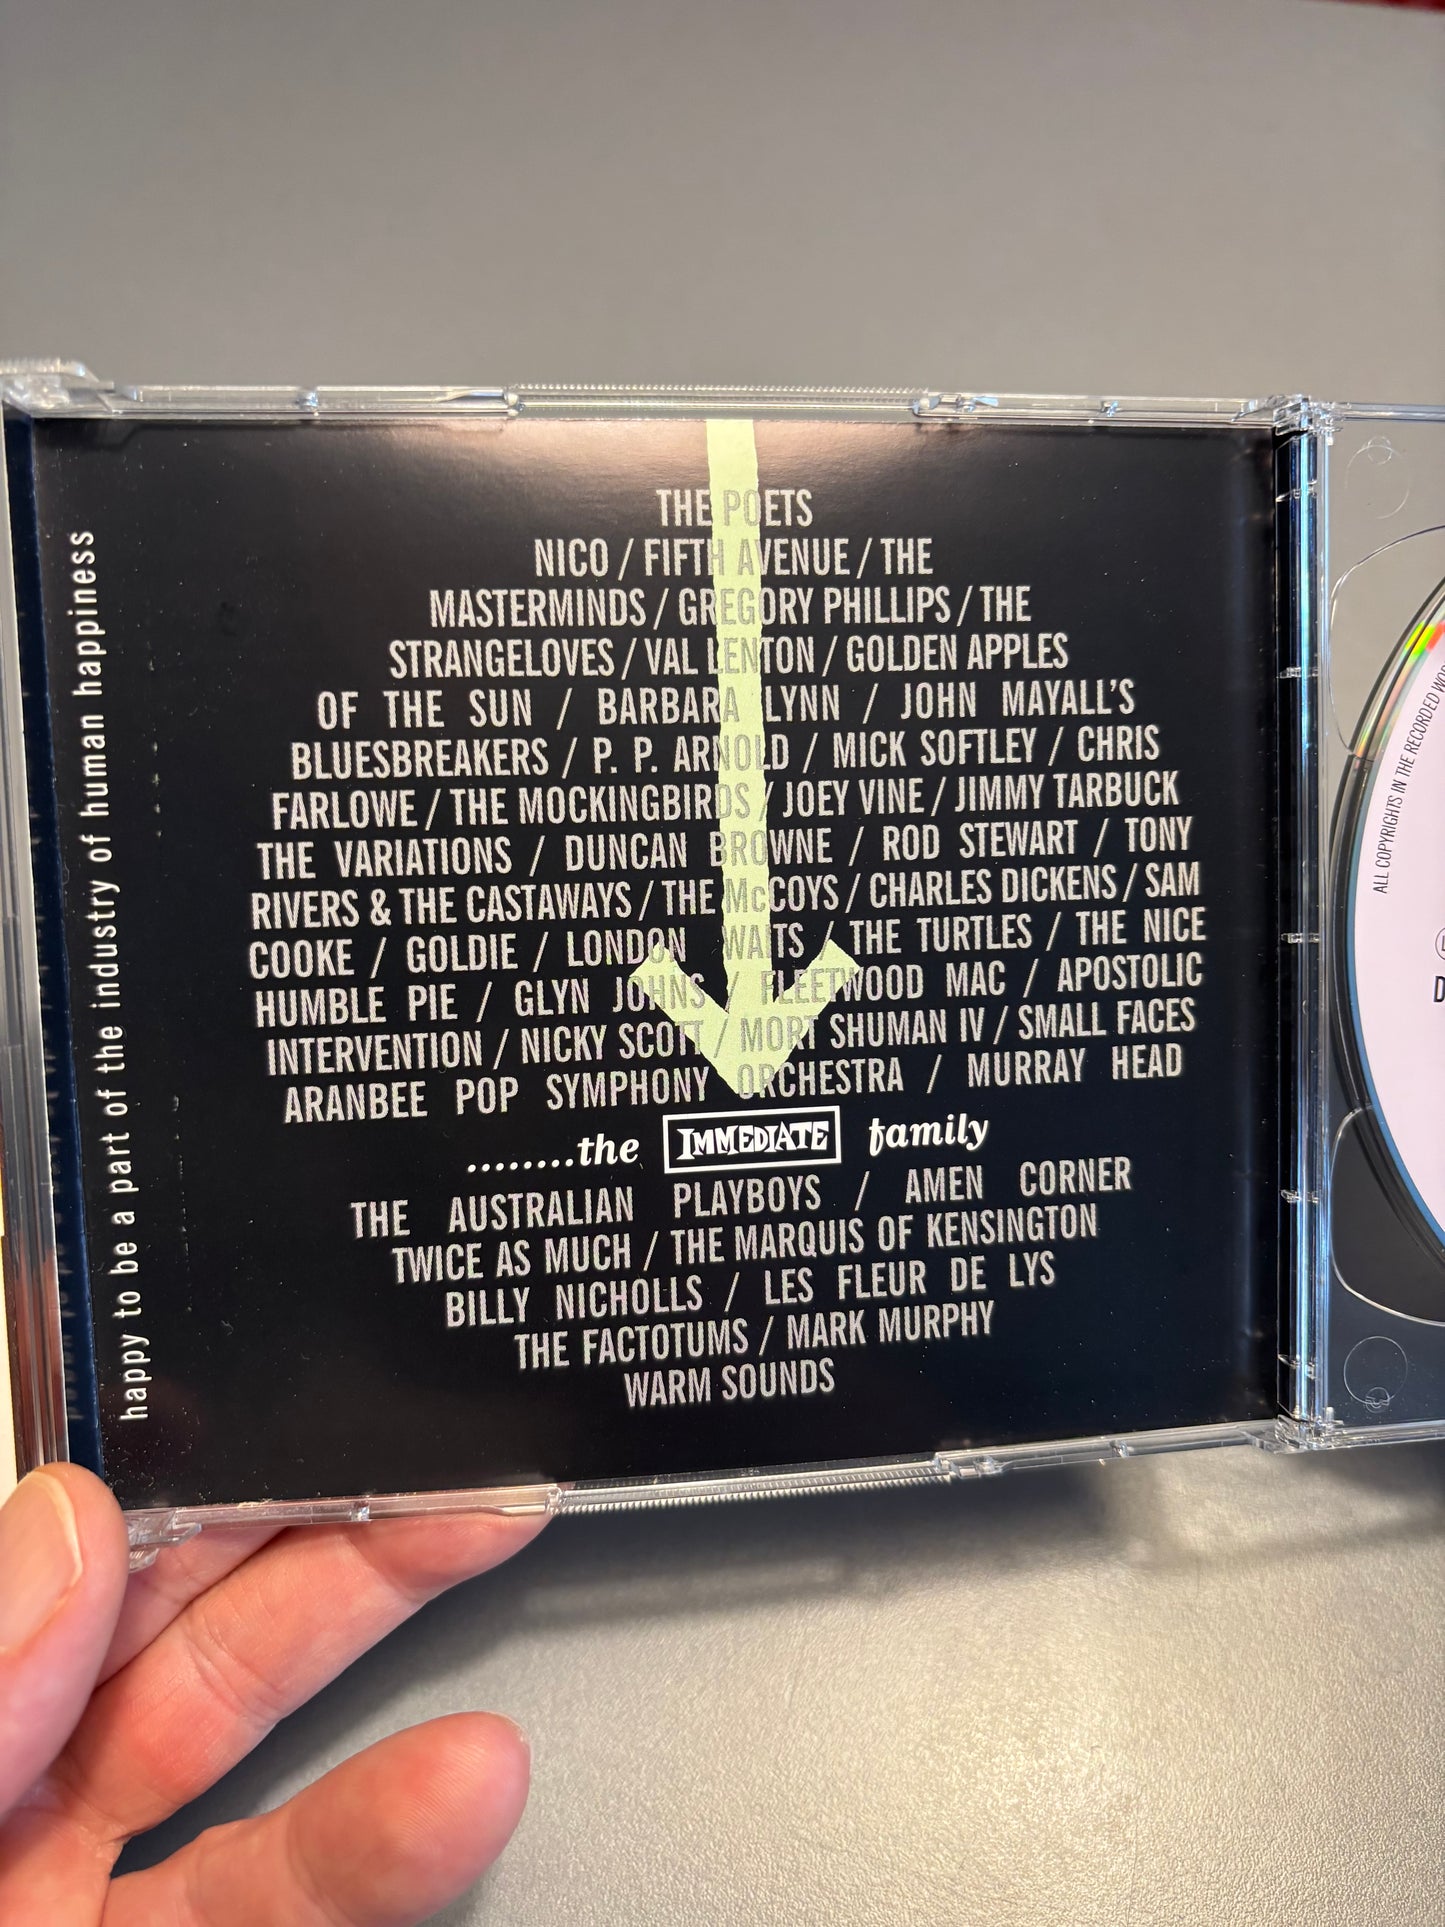 THE POETS
NICO / FIFTH AVENUE / THE
MASTERMINDS / GREGORY PHILLIPS / THE
STRANGELOVES / VAL LENTON / GOLDEN APPLES
OF THE SUN / BARBARA LYNN / JOHN MAYALL'S
BLUESBREAKERS / P. P. ARNOLD / MICK SOFTLEY / CHRIS
FARLOWE / THE MOCKINGBIRDS / JOEY VINE / JIMMY TARBUCK
THE VARIATIONS / DUNCAN BROWNE / ROD STEWART / TONY
RIVERS & THE CASTAWAYS / THE McCOYS / CHARLES DICKENS / SAM
COOKE / GOLDIE / LONDON WAITS / THE TURTLES / THE NICE
HUMBLE PIE / GLYN JOHNS / FLEETWOOD MAC / APOSTOLIC
INTERVENTION / NICKY SCOTT / MORT SHUMAN IV / SMALL FACES
ARANBEE POP SYMPHONY ORCHESTRA / MURRAY HEAD
........the IMMEDIATE family
THE AUSTRALIAN PLAYBOYS / AMEN CORNER
TWICE AS MUCH / THE MARQUIS OF KENSINGTON
BILLY NICHOLLS / LES FLEUR DE LYS
THE FACTOTUMS / MARK MURPHY
WARM SOUNDS
happy to be a part of the industry of human happiness
ALL COPYRIGHTS IN THE RECORDED